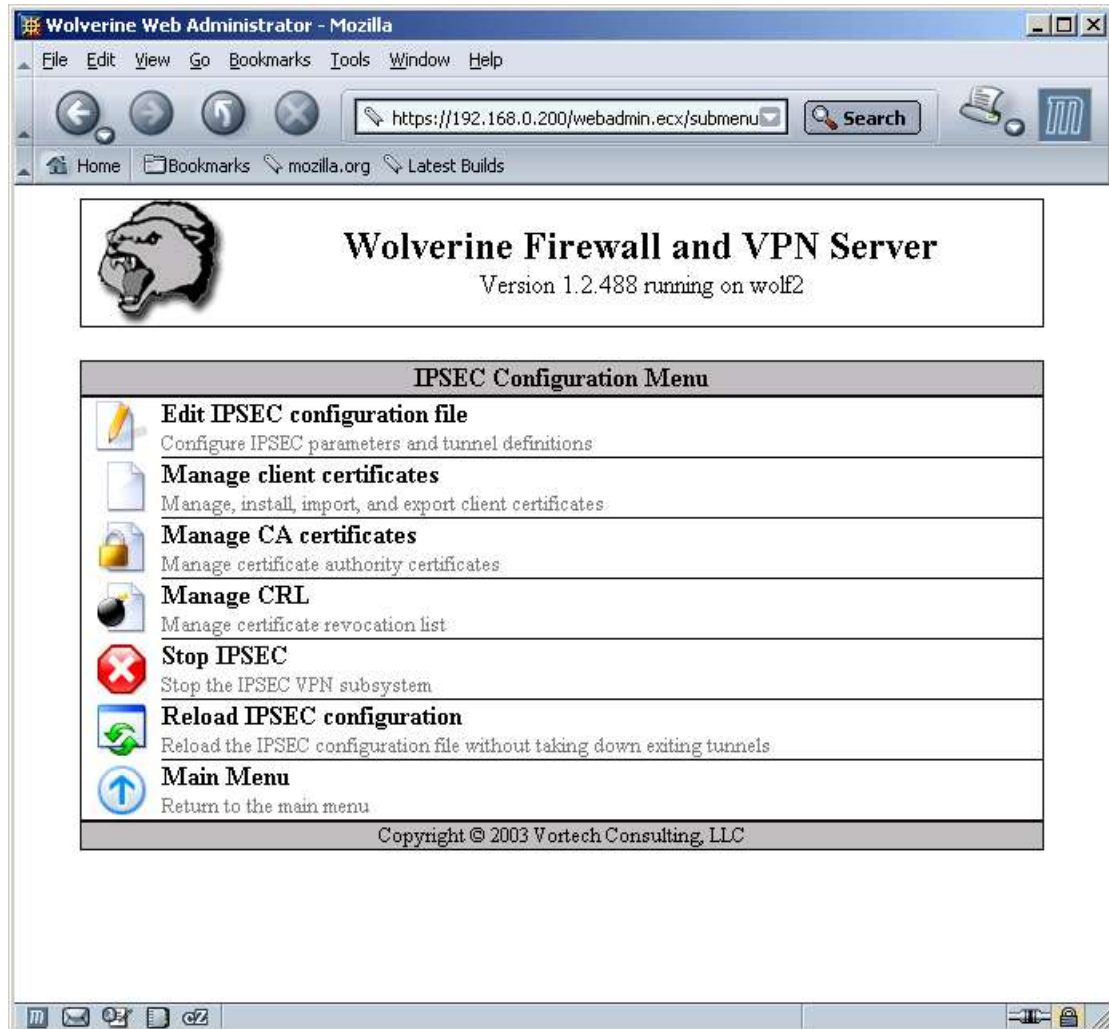 Wolverine Web Administrator - Mozilla
File Edit View Go Bookmarks Tools Window Help
https://192.168.0.200/webadmin.ecx/submenu Search
Home Bookmarks mozilla.org Latest Builds
Wolverine Firewall and VPN Server
Version 1.2.488 running on wolf2
IPSEC Configuration Menu
Edit IPSEC configuration file
Configure IPSEC parameters and tunnel definitions
Manage client certificates
Manage, install, import, and export client certificates
Manage CA certificates
Manage certificate authority certificates
Manage CRL
Manage certificate revocation list
Stop IPSEC
Stop the IPSEC VPN subsystem
Reload IPSEC configuration
Reload the IPSEC configuration file without taking down exiting tunnels
Main Menu
Return to the main menu
Copyright © 2003 Vortech Consulting, LLC